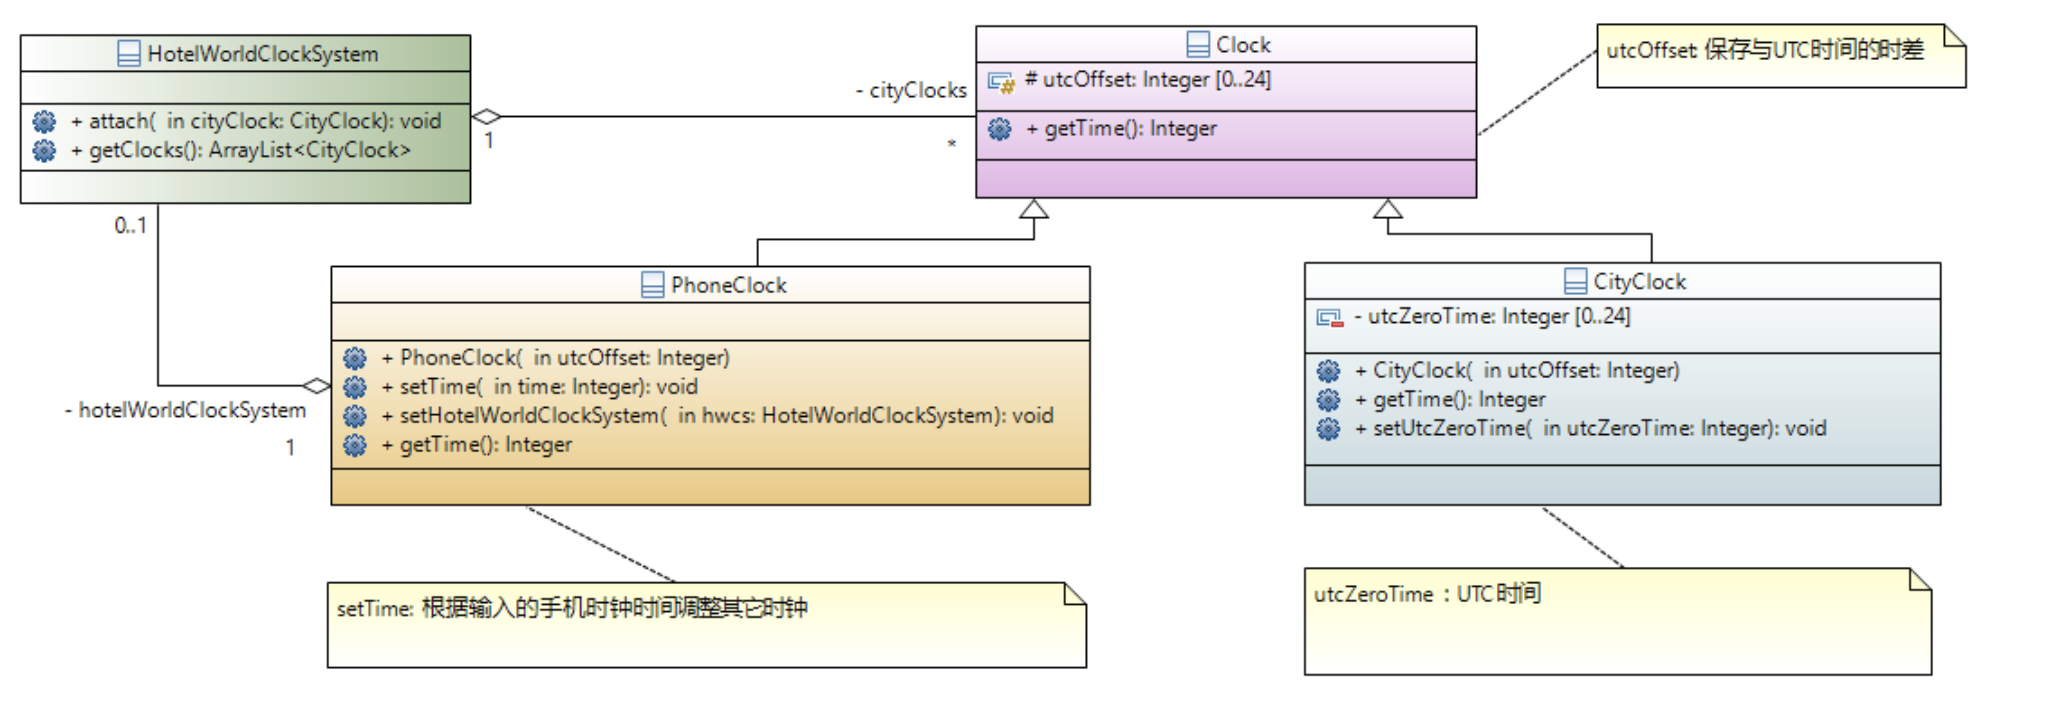 HotelWorldClockSystem
+ attach(  in cityClock: CityClock): void
+ getClocks(): ArrayList<CityClock>
1
- cityClocks
*
Clock
# utcOffset: Integer [0..24]
+ getTime(): Integer
utcOffset 保存与UTC时间的时差
0..1
- hotelWorldClockSystem
1
PhoneClock
+ PhoneClock(  in utcOffset: Integer)
+ setTime(  in time: Integer): void
+ setHotelWorldClockSystem(  in hwcs: HotelWorldClockSystem): void
+ getTime(): Integer
CityClock
- utcZeroTime: Integer [0..24]
+ CityClock(  in utcOffset: Integer)
+ getTime(): Integer
+ setUtcZeroTime(  in utcZeroTime: Integer): void
setTime: 根据输入的手机时钟时间调整其它时钟
utcZeroTime：UTC时间